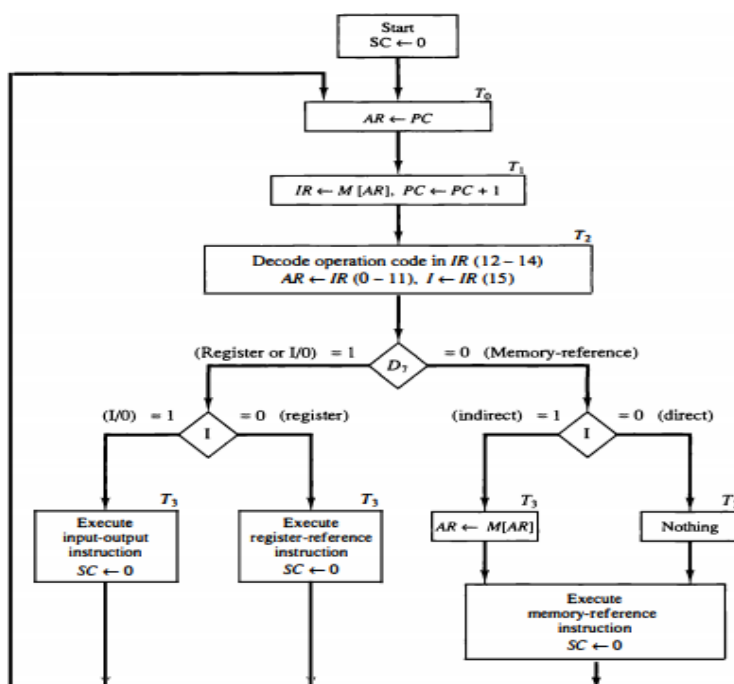 Start
SC ← 0
T₀
AR ← PC
T₁
IR ← M [AR], PC ← PC + 1
T₂
Decode operation code in IR (12 – 14)
AR ← IR (0 – 11), I ← IR (15)
(Register or I/0) = 1
= 0 (Memory-reference)
D₇
(I/0) = 1
= 0 (register)
(indirect) = 1
= 0 (direct)
I
I
T₃
T₃
T₃
Execute
input-output
instruction
SC ← 0
Execute
register-reference
instruction
SC ← 0
AR ← M[AR]
Nothing
Execute
memory-reference
instruction
SC ← 0